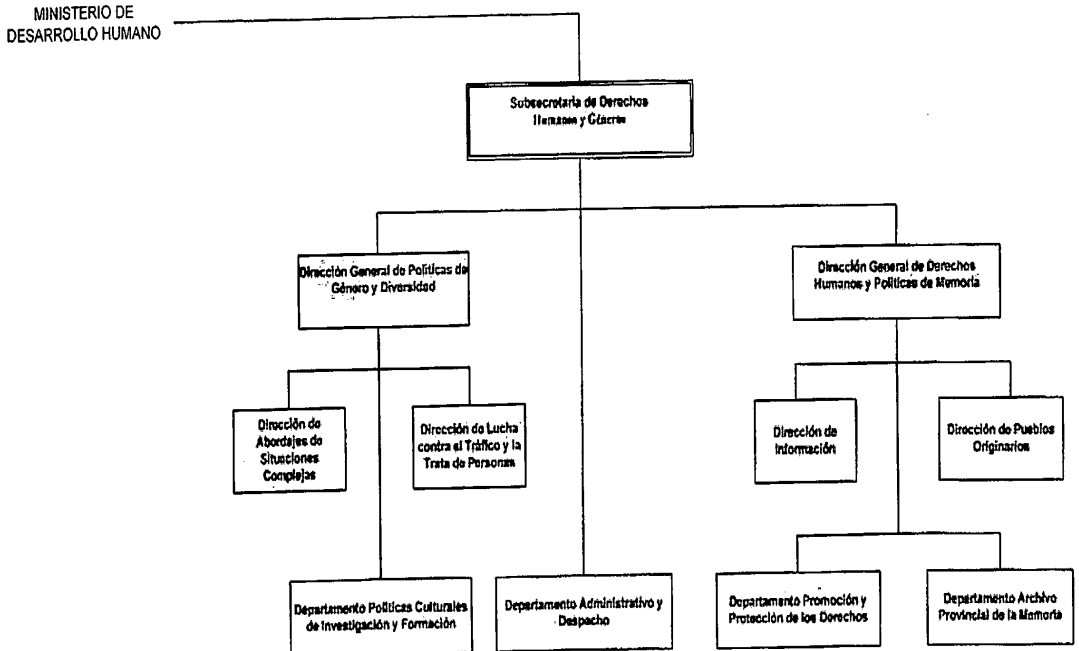 MINISTERIO DE
DESARROLLO HUMANO
Subsecretaria de Derechos
Humanos y Género
Dirección General de Políticas de
Género y Diversidad
Dirección General de Derechos
Humanos y Políticas de Memoria
Dirección de
Abordajes de
Situaciones
Complejas
Dirección de Lucha
contra el Tráfico y la
Trata de Personas
Dirección de
Información
Dirección de Pueblos
Originarios
Departamento Políticas Culturales
de Investigación y Formación
Departamento Administrativo y
Despacho
Departamento Promoción y
Protección de los Derechos
Departamento Archivo
Provincial de la Memoria